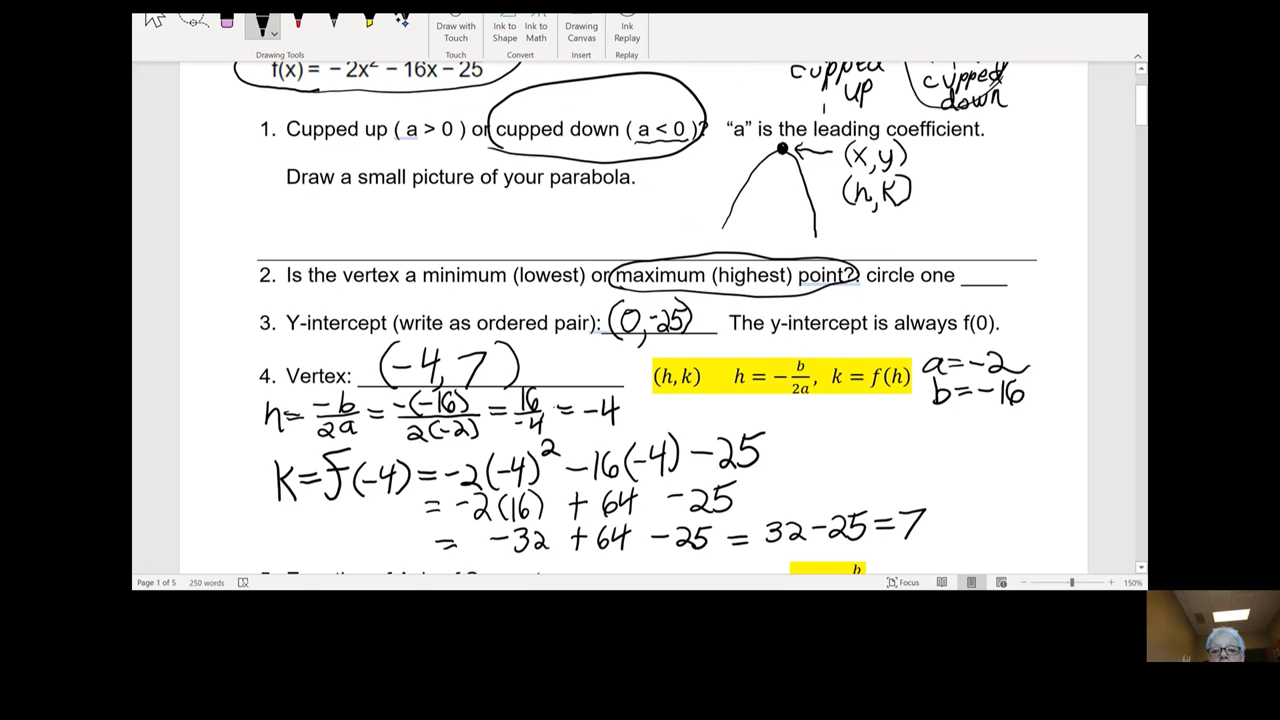 Draw with Touch
Ink to Shape
Ink to Math
Drawing Canvas
Ink Replay
Drawing Tools
Touch
Convert
Insert
Replay
f(x) = − 2x² − 16x − 25
cupped up
cupped down
1. Cupped up ( a > 0 ) or cupped down ( a < 0 )? “a” is the leading coefficient.
(x,y)
Draw a small picture of your parabola.
(h,k)
2. Is the vertex a minimum (lowest) or maximum (highest) point?. circle one ____
3. Y-intercept (write as ordered pair): (0,-25) The y-intercept is always f(0).
4. Vertex: (-4,7) (h, k) h = − b/2a, k = f(h) a=-2
b=-16
h= -b/2a = -(-16)/2(-2) = 16/-4 = -4
k=f(-4) = -2(-4)² -16(-4) -25
= -2(16) + 64 -25
= -32 + 64 -25 = 32-25=7
b
Page 1 of 5 250 words Focus 150%